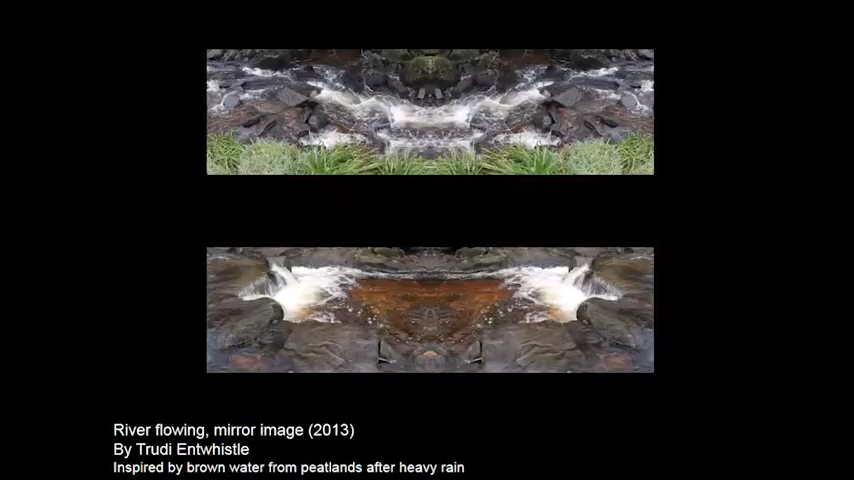 River flowing, mirror image (2013)
By Trudi Entwhistle
Inspired by brown water from peatlands after heavy rain